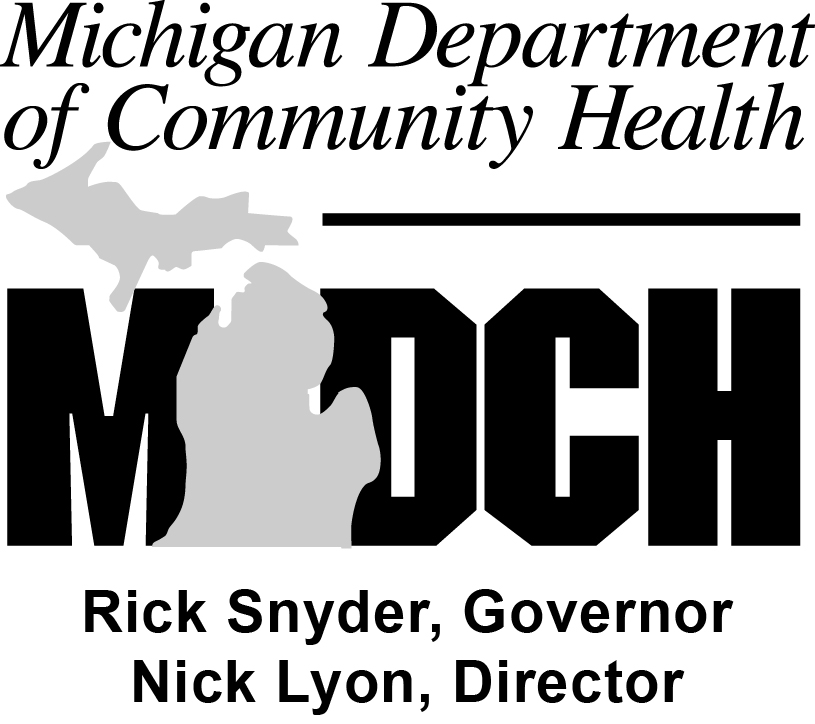 Michigan Department
of Community Health
MDCH
Rick Snyder, Governor
Nick Lyon, Director